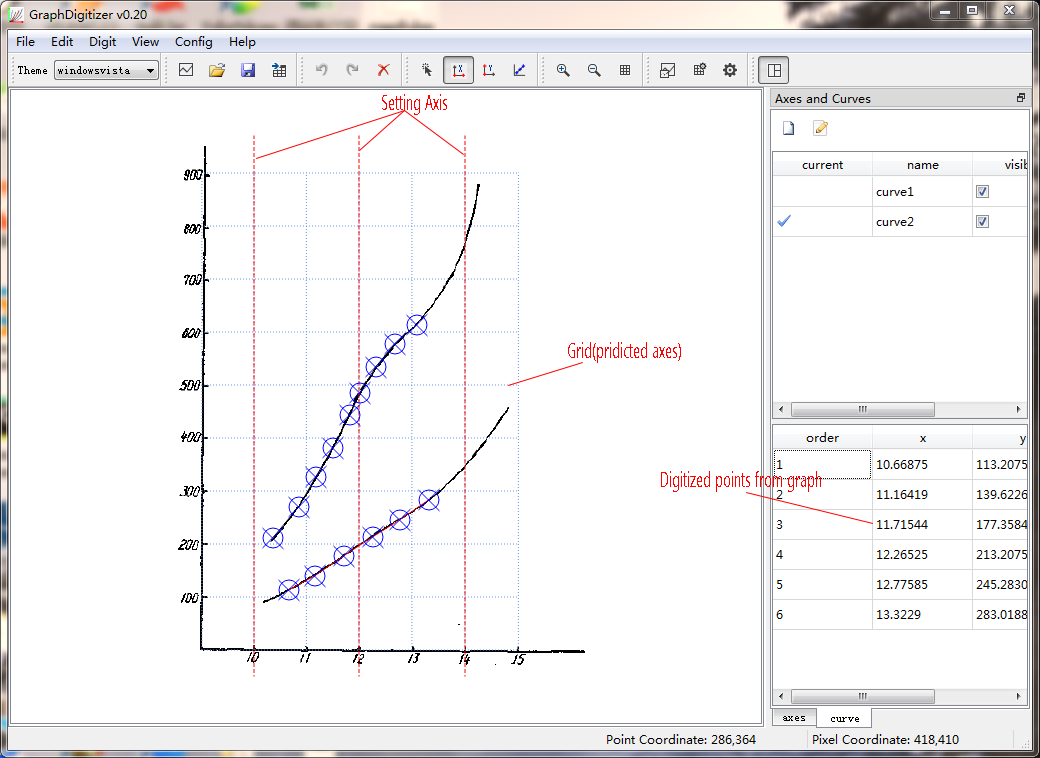 GraphDigitizer v0.20
File Edit Digit View Config Help
Theme windowsvista
Setting Axis
Axes and Curves
current name visib
curve1
curve2
900
800
700
600
500
400
300
200
100
10 11 12 13 14 15
Grid(pridicted axes)
Digitized points from graph
order x y
1 10.66875 113.2075
2 11.16419 139.6226
3 11.71544 177.3584
4 12.26525 213.2075
5 12.77585 245.2830
6 13.3229 283.0188
axes curve
Point Coordinate: 286,364 Pixel Coordinate: 418,410